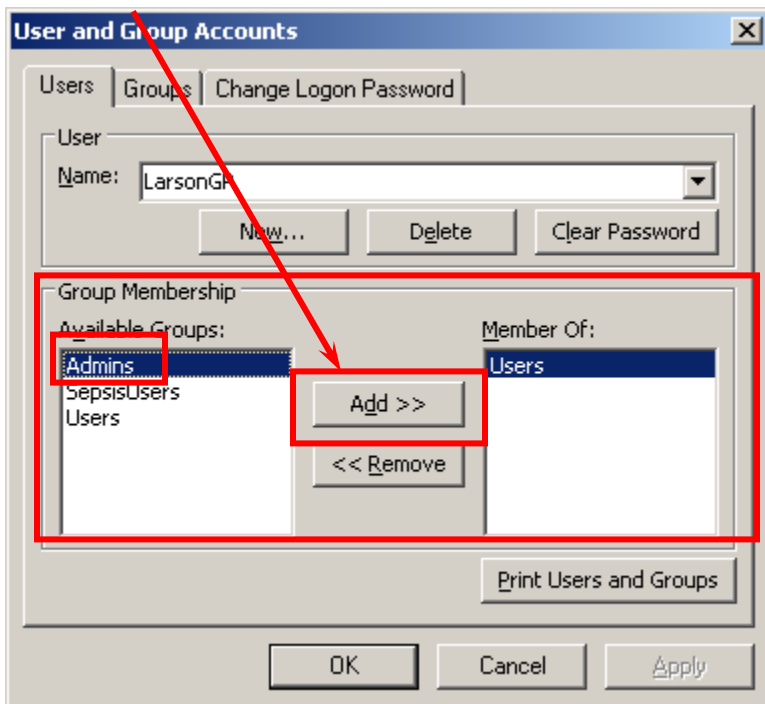 User and Group Accounts
Users Groups Change Logon Password
User
Name: LarsonGP
New... Delete Clear Password
Group Membership
Available Groups: Member Of:
Admins Users
SepsisUsers
Users
Add >>
<< Remove
Print Users and Groups
OK Cancel Apply